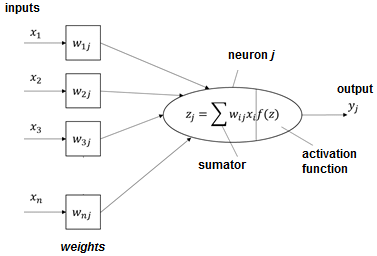 inputs
x₁
w₁ⱼ
x₂
w₂ⱼ
x₃
w₃ⱼ
xₙ
wₙⱼ
weights
neuron j
zⱼ = ∑ wᵢⱼxᵢ f(z)
sumator
activation
function
output
yⱼ